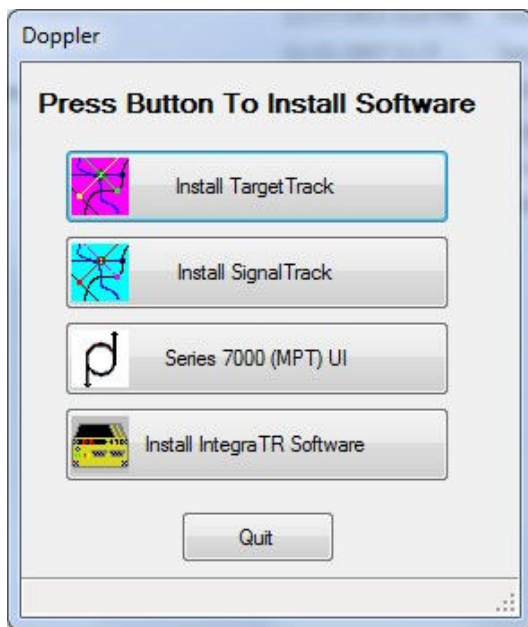 Doppler
Press Button To Install Software
Install TargetTrack
Install SignalTrack
Series 7000 (MPT) UI
Install IntegraTR Software
Quit